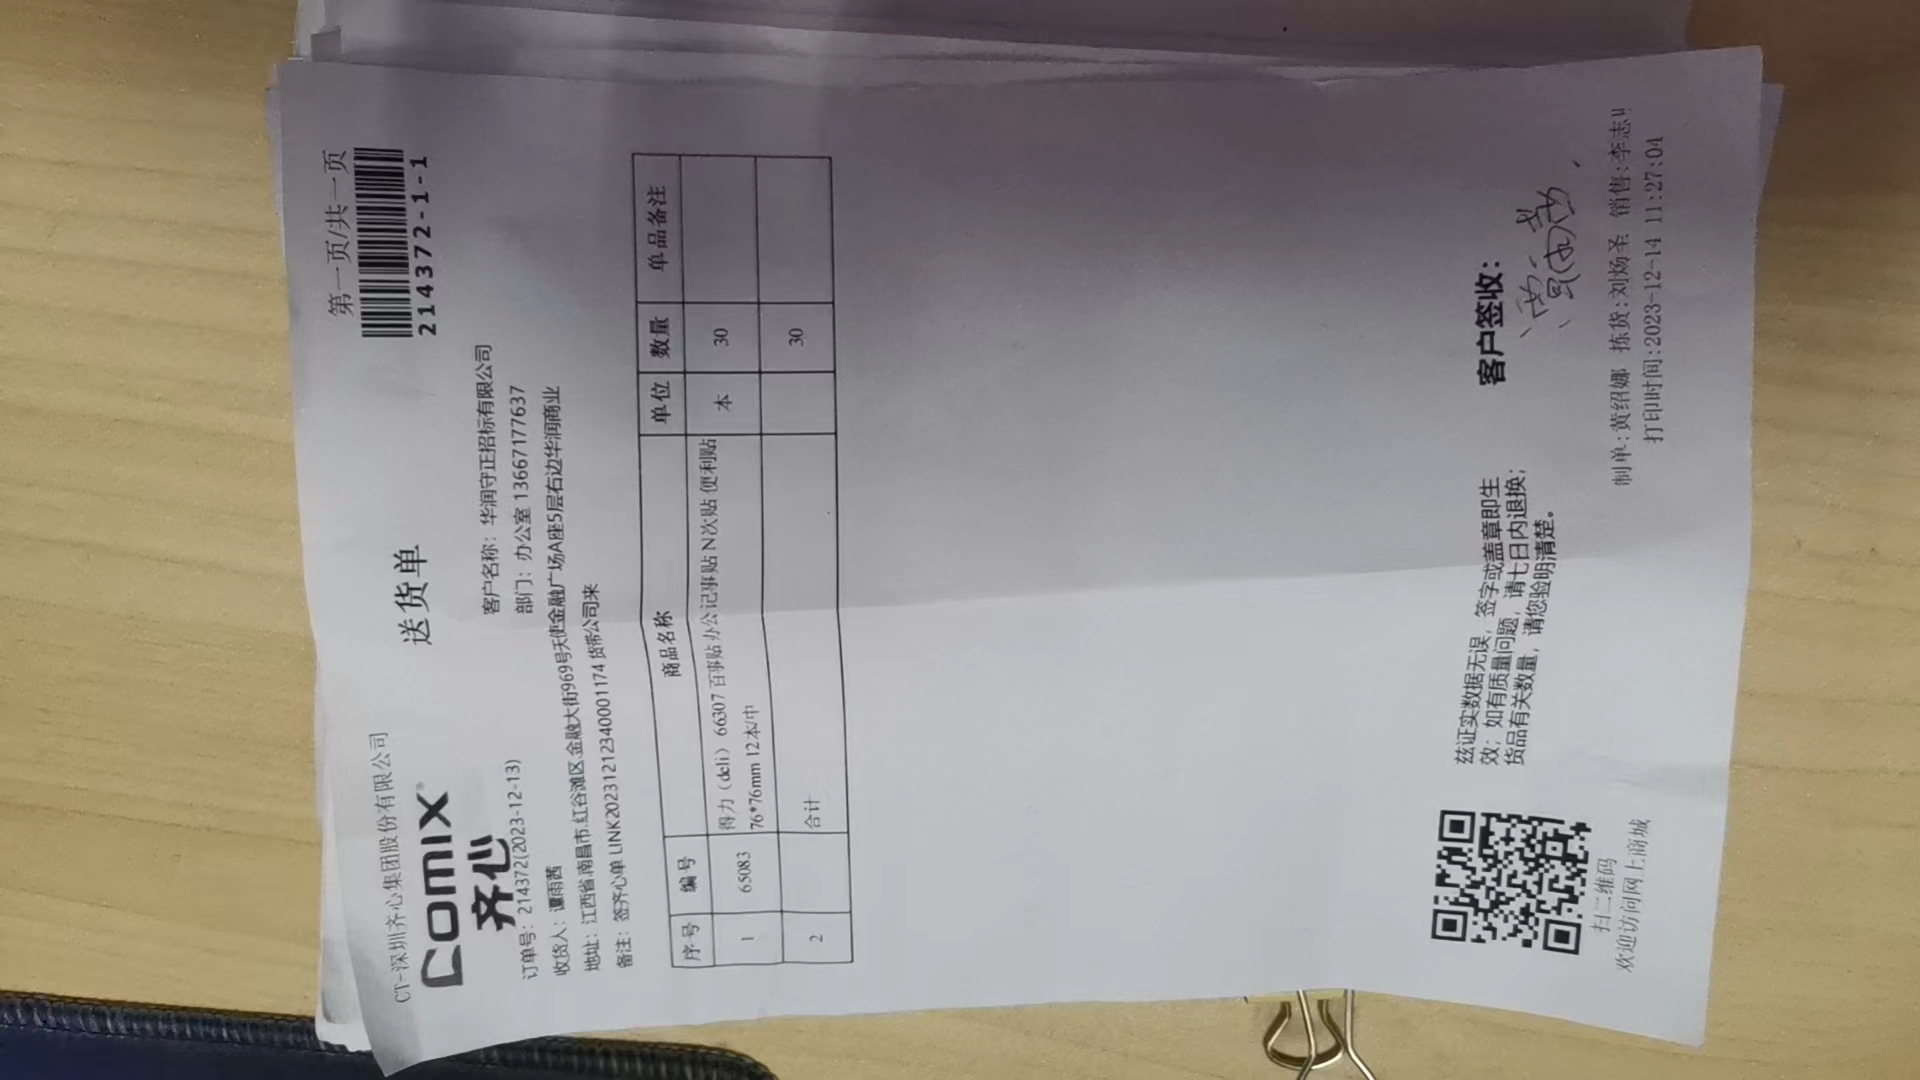 CT-深圳齐心集团股份有限公司
第一页/共一页
comix
齐心
送货单
214372-1-1
订单号：214372(2023-12-13)
客户名称：华润守正招标有限公司
收货人：谭雨茜
部门：办公室 13667177637
地址：江西省.南昌市.红谷滩区.金融大街969号天使金融广场A座5层右边华润商业
备注：签齐心单 LINK20231212340001174 货带公司来
序号 编号 商品名称 单位 数量 单品备注
1 65083 得力（deli）66307 百事贴 办公记事贴 N次贴 便利贴 本 30
76*76mm 12本/巾
2 合计 30
兹证实数据无误，签字或盖章即生
效；如有质量问题，请七日内退换；
货品有关数量，请您验明清楚。
客户签收：
扫二维码
欢迎访问网上商城
制单:黄绍娜 拣货:刘炀圣 销售:李志
打印时间:2023-12-14 11:27:04